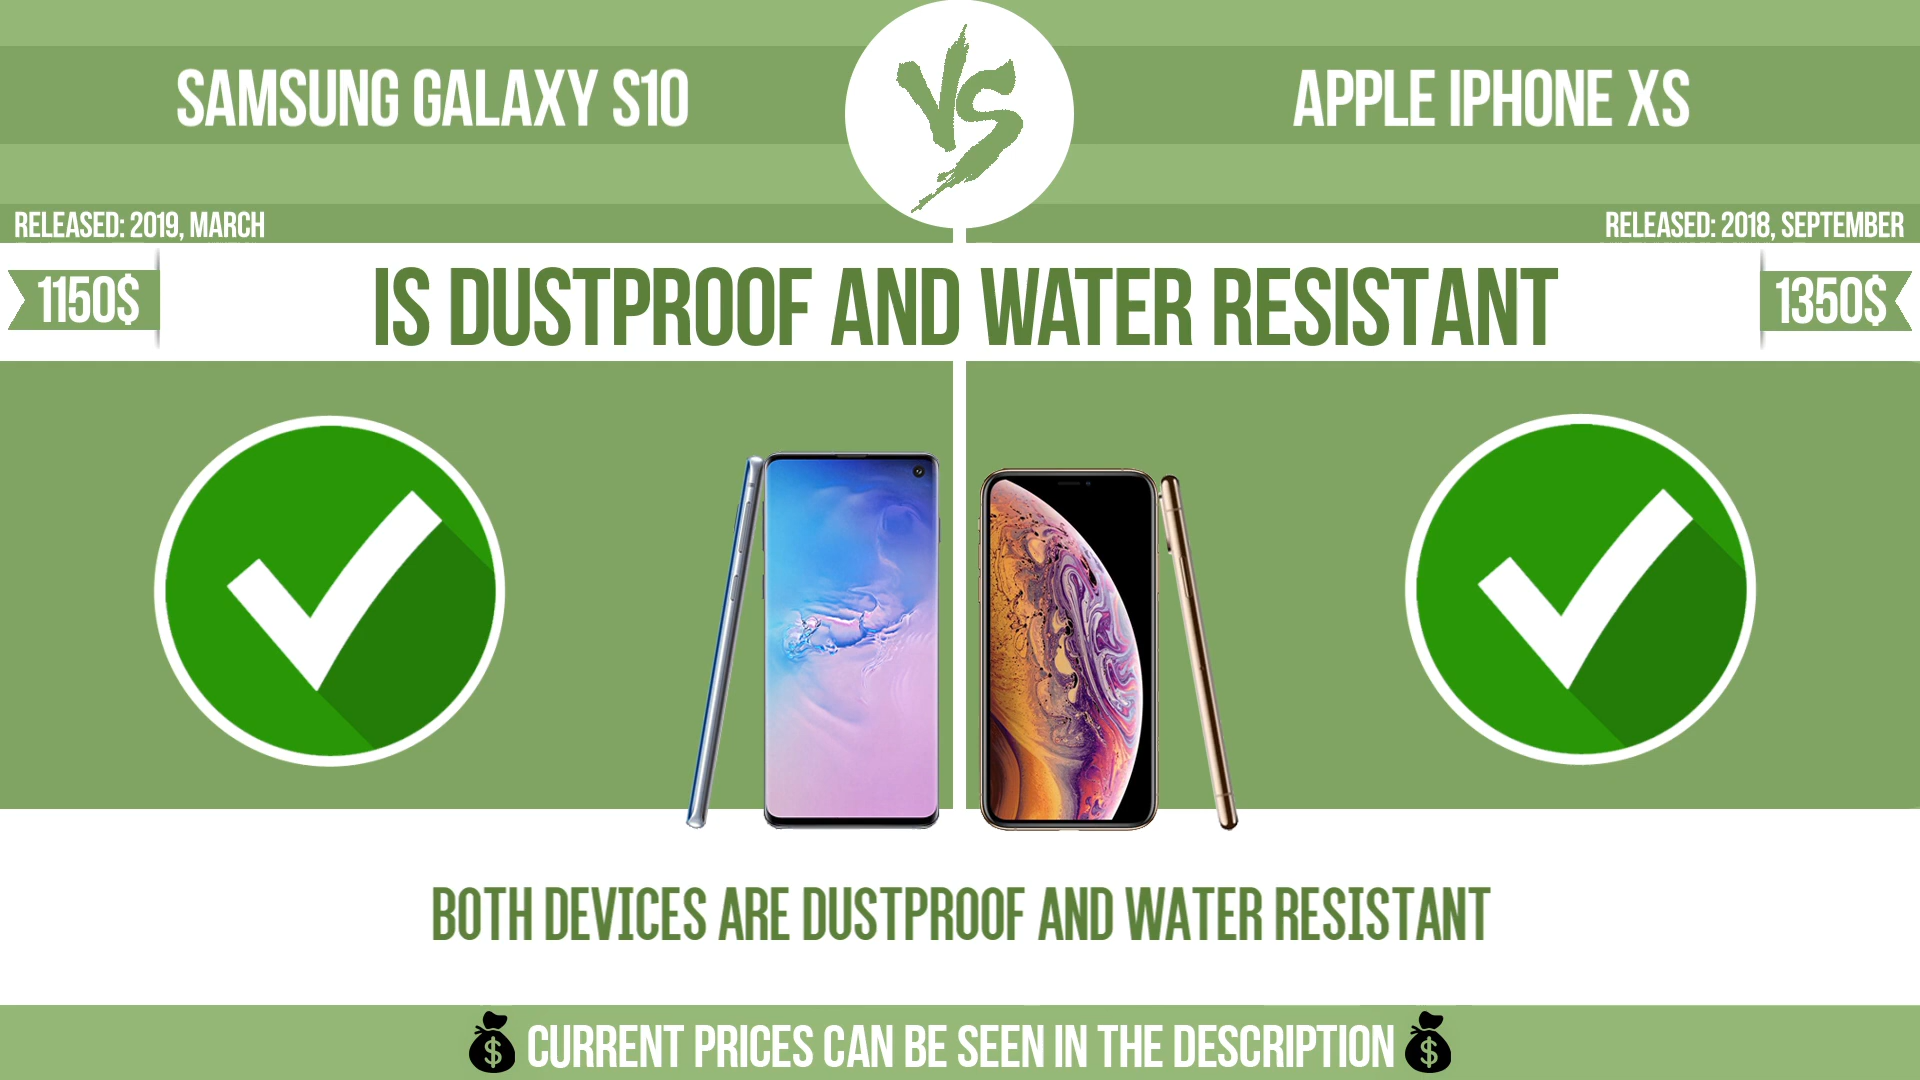 SAMSUNG GALAXY S10
VS
APPLE IPHONE XS
RELEASED: 2019, MARCH
RELEASED: 2018, SEPTEMBER
1150$
IS DUSTPROOF AND WATER RESISTANT
1350$
BOTH DEVICES ARE DUSTPROOF AND WATER RESISTANT
$ CURRENT PRICES CAN BE SEEN IN THE DESCRIPTION $